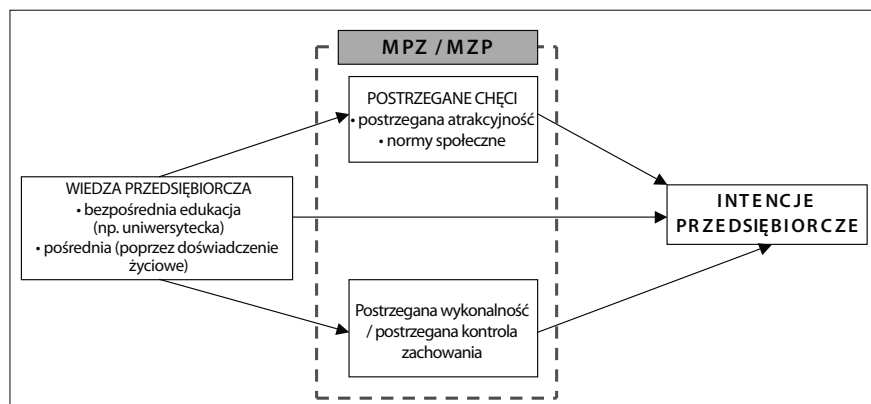 MPZ / MZP
POSTRZEGANE CHĘCI
• postrzegana atrakcyjność
• normy społeczne
WIEDZA PRZEDSIĘBIORCZA
• bezpośrednia edukacja
(np. uniwersytecka)
• pośrednia (poprzez doświadczenie
życiowe)
INTENCJE
PRZEDSIĘBIORCZE
Postrzegana wykonalność
/ postrzegana kontrola
zachowania